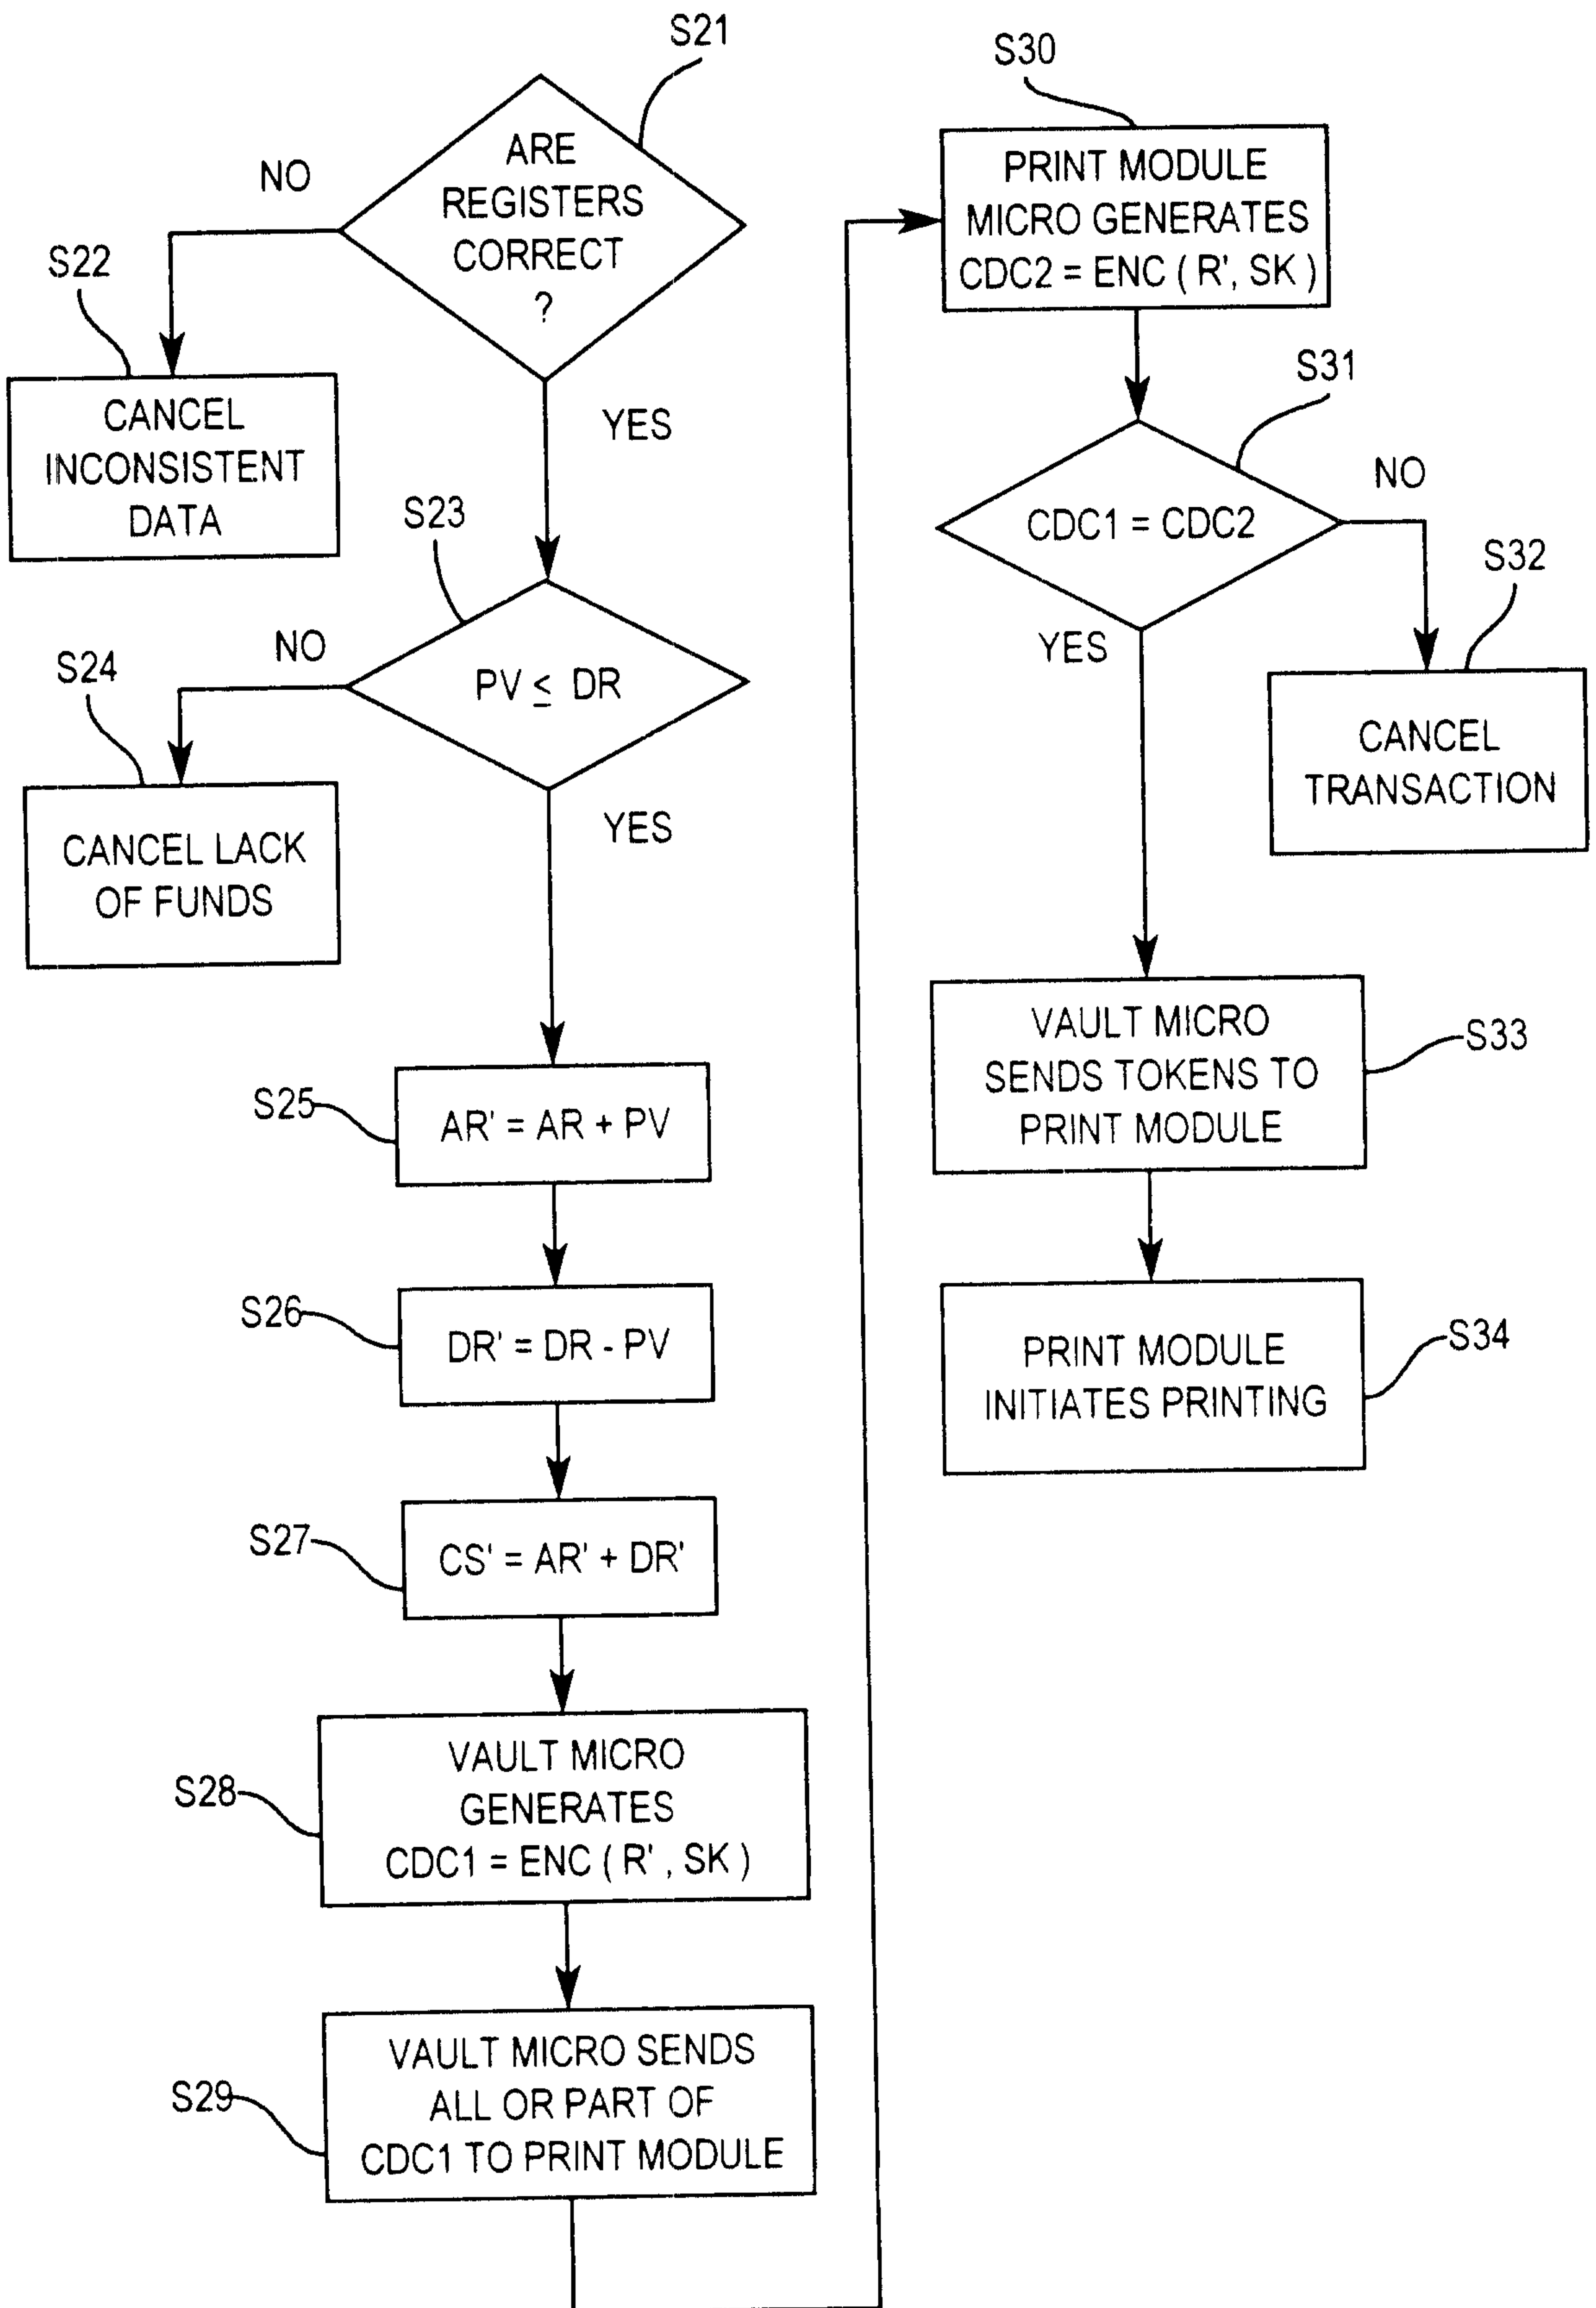 S21
ARE
REGISTERS
CORRECT
?
NO
YES
S22
CANCEL
INCONSISTENT
DATA
S23
PV ≤ DR
NO
YES
S24
CANCEL LACK
OF FUNDS
S25
AR' = AR + PV
S26
DR' = DR - PV
S27
CS' = AR' + DR'
S28
VAULT MICRO
GENERATES
CDC1 = ENC ( R' , SK )
S29
VAULT MICRO SENDS
ALL OR PART OF
CDC1 TO PRINT MODULE
S30
PRINT MODULE
MICRO GENERATES
CDC2 = ENC ( R', SK )
S31
CDC1 = CDC2
NO
YES
S32
CANCEL
TRANSACTION
VAULT MICRO
SENDS TOKENS TO
PRINT MODULE
S33
PRINT MODULE
INITIATES PRINTING
S34